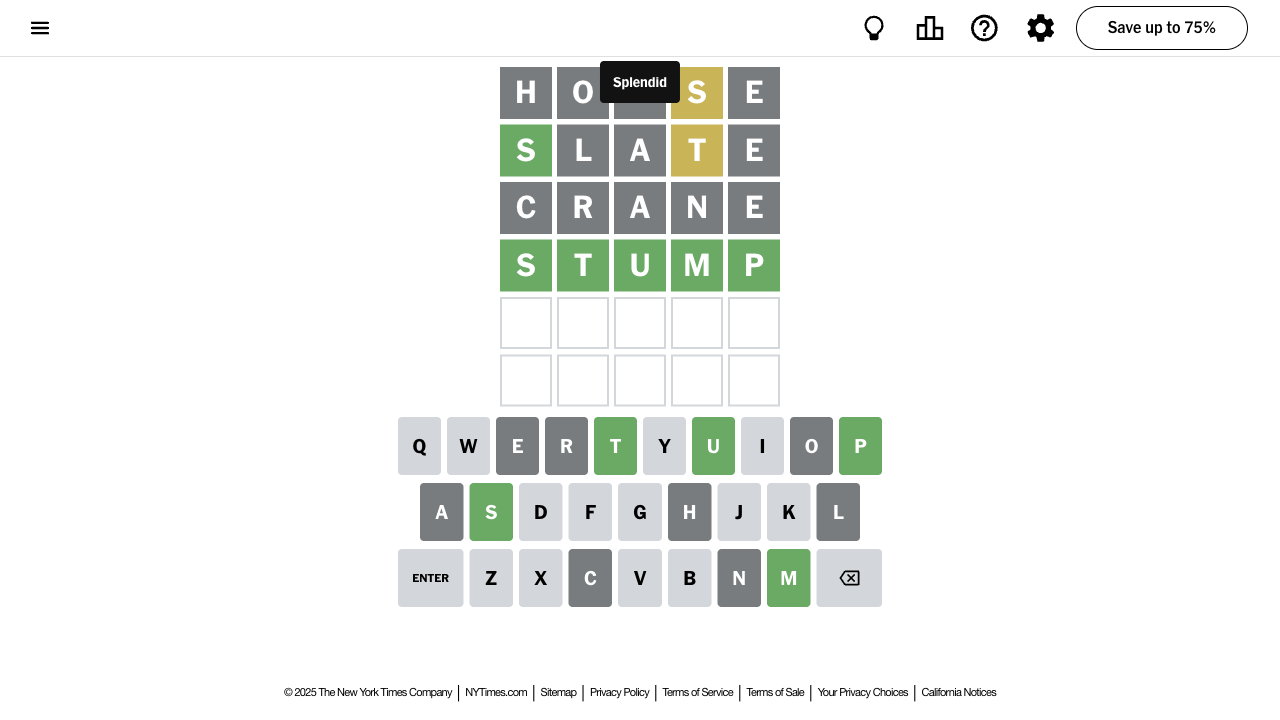 Save up to 75%
Splendid
H O S E
S L A T E
C R A N E
S T U M P
Q W E R T Y U I O P
A S D F G H J K L
ENTER Z X C V B N M
© 2025 The New York Times Company | NYTimes.com | Sitemap | Privacy Policy | Terms of Service | Terms of Sale | Your Privacy Choices | California Notices